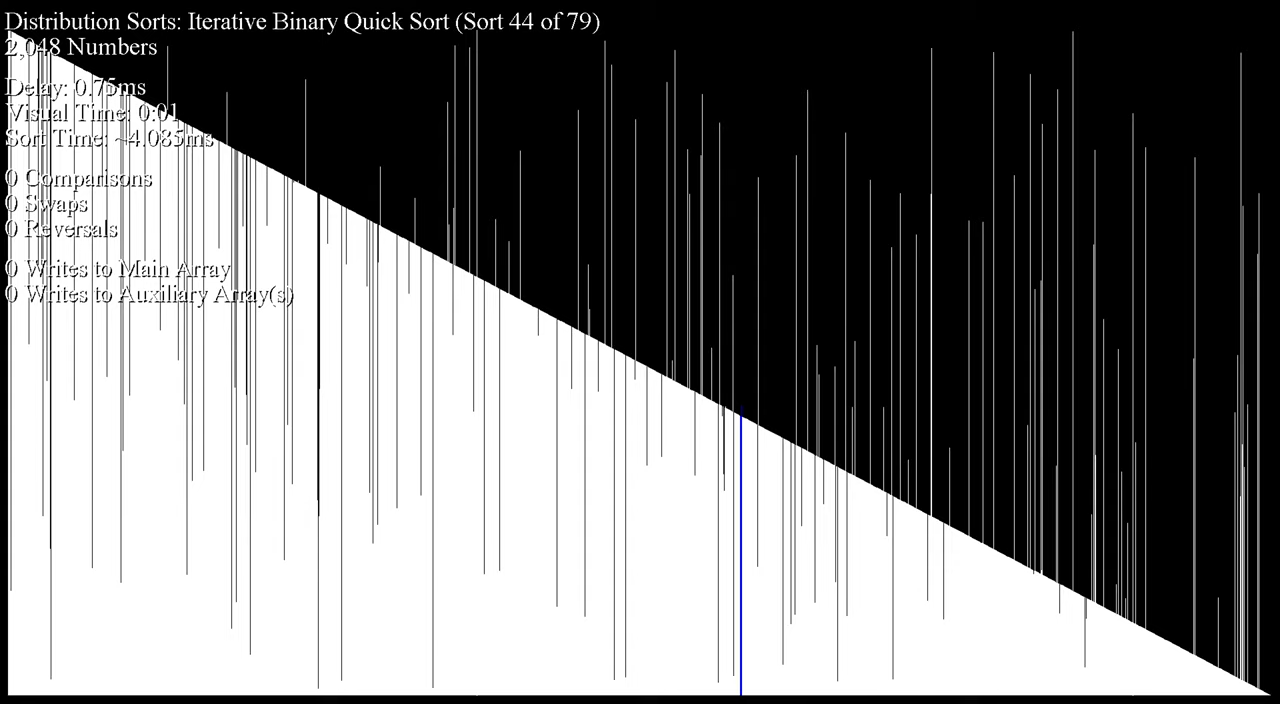 Distribution Sorts: Iterative Binary Quick Sort (Sort 44 of 79)
2,048 Numbers
Delay: 0.75ms
Visual Time: 0:01
Sort Time: ~4.085ms
0 Comparisons
0 Swaps
0 Reversals
0 Writes to Main Array
0 Writes to Auxiliary Array(s)